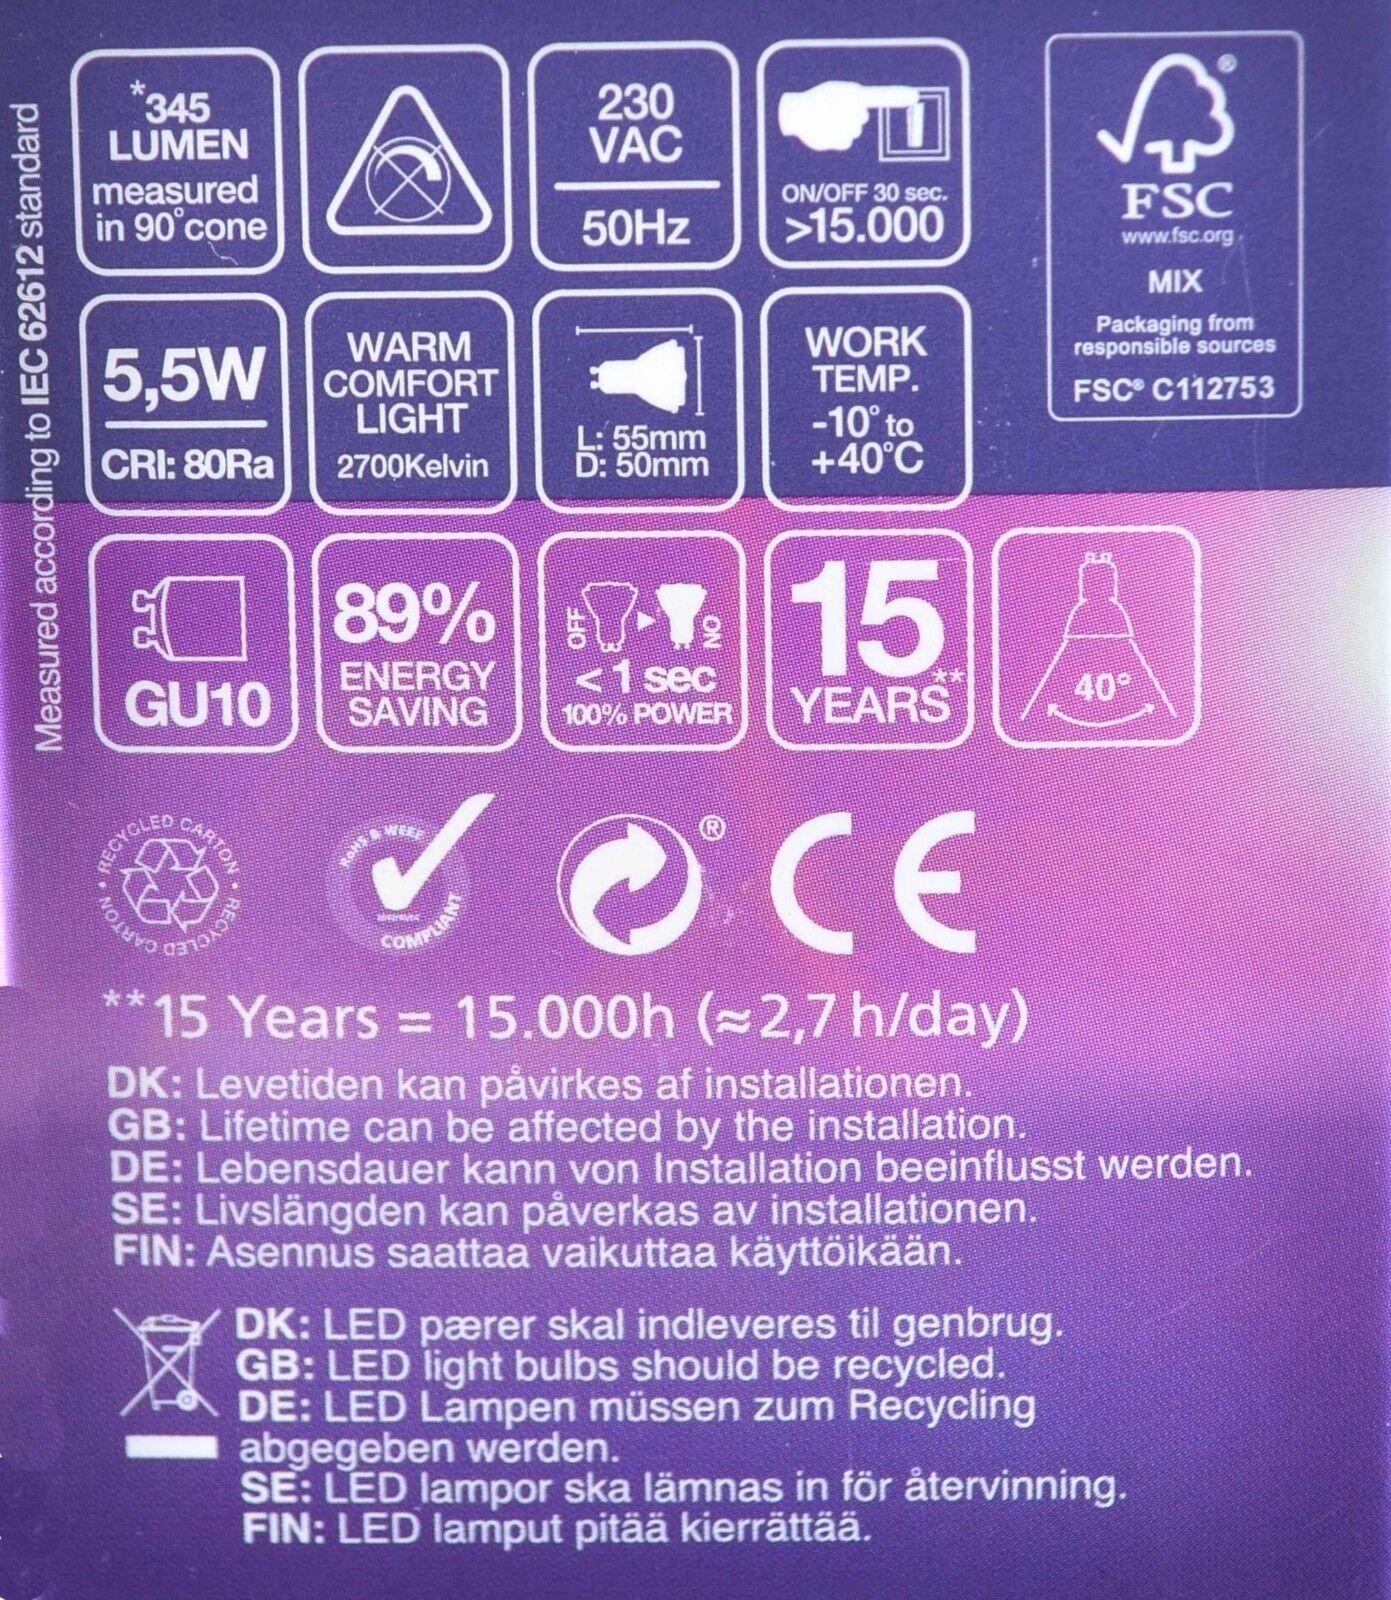 Measured according to IEC 62612 standard
*345
LUMEN
measured
in 90° cone
230
VAC
50Hz
ON/OFF 30 sec.
>15.000
FSC®
www.fsc.org
MIX
Packaging from
responsible sources
FSC® C112753
5,5W
CRI: 80Ra
WARM
COMFORT
LIGHT
2700Kelvin
L: 55mm
D: 50mm
WORK
TEMP.
-10° to
+40°C
GU10
89%
ENERGY
SAVING
OFF
NO
< 1 sec
100% POWER
15
YEARS**
40°
RECYCLED CARTON • RECYCLED CARTON •
RoHS & WEEE
COMPLIANT
®
CE
**15 Years = 15.000h (≈2,7 h/day)
DK: Levetiden kan påvirkes af installationen.
GB: Lifetime can be affected by the installation.
DE: Lebensdauer kann von Installation beeinflusst werden.
SE: Livslängden kan påverkas av installationen.
FIN: Asennus saattaa vaikuttaa käyttöikään.
DK: LED pærer skal indleveres til genbrug.
GB: LED light bulbs should be recycled.
DE: LED Lampen müssen zum Recycling
abgegeben werden.
SE: LED lampor ska lämnas in för återvinning.
FIN: LED lamput pitää kierrättää.